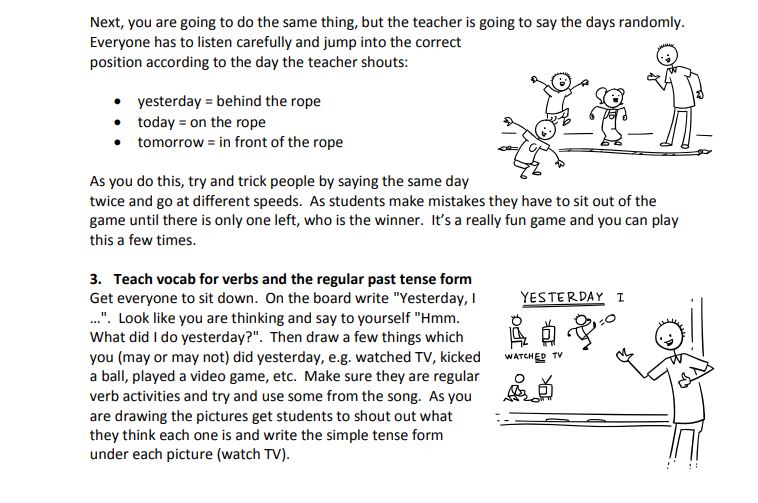 Next, you are going to do the same thing, but the teacher is going to say the days randomly.
Everyone has to listen carefully and jump into the correct
position according to the day the teacher shouts:
• yesterday = behind the rope
• today = on the rope
• tomorrow = in front of the rope
As you do this, try and trick people by saying the same day
twice and go at different speeds. As students make mistakes they have to sit out of the
game until there is only one left, who is the winner. It's a really fun game and you can play
this a few times.
3. Teach vocab for verbs and the regular past tense form
Get everyone to sit down. On the board write "Yesterday, I
...". Look like you are thinking and say to yourself "Hmm.
What did I do yesterday?". Then draw a few things which
you (may or may not) did yesterday, e.g. watched TV, kicked
a ball, played a video game, etc. Make sure they are regular
verb activities and try and use some from the song. As you
are drawing the pictures get students to shout out what
they think each one is and write the simple tense form
under each picture (watch TV).
YESTERDAY I
WATCHED TV